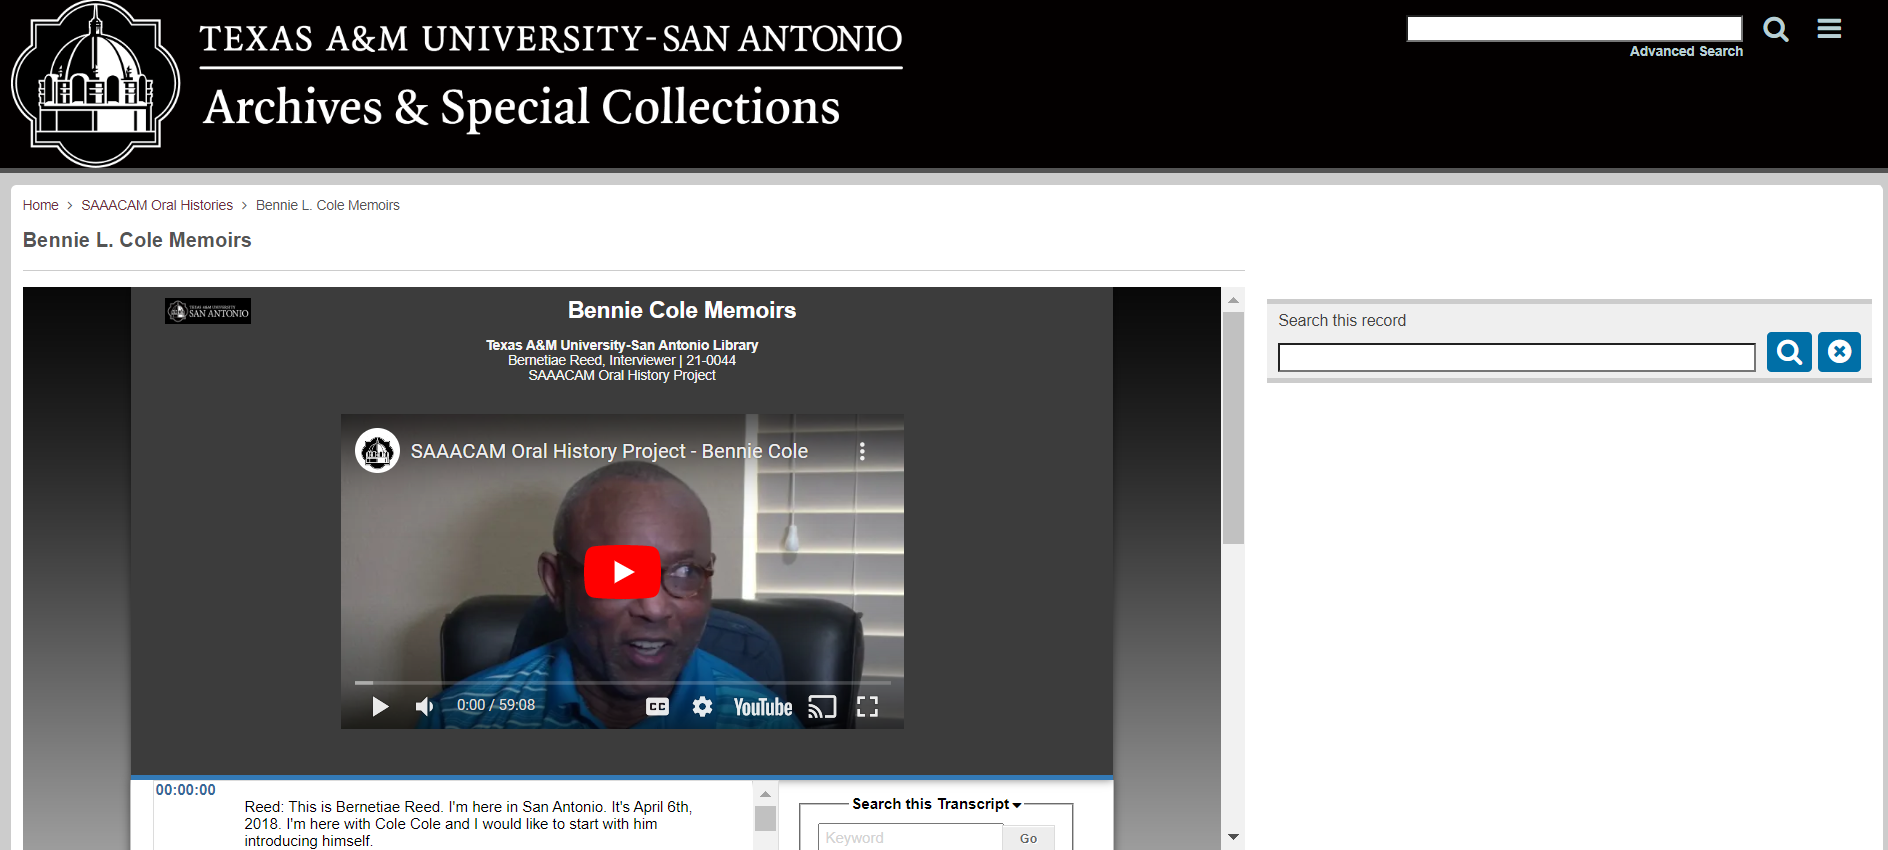 TEXAS A&M UNIVERSITY-SAN ANTONIO
Archives & Special Collections
Advanced Search
Home > SAAACAM Oral Histories > Bennie L. Cole Memoirs
Bennie L. Cole Memoirs
TEXAS A&M UNIVERSITY
SAN ANTONIO
Bennie Cole Memoirs
Texas A&M University-San Antonio Library
Bernetiae Reed, Interviewer | 21-0044
SAAACAM Oral History Project
Search this record
SAAACAM Oral History Project - Bennie Cole
0:00 / 59:08
CC
YouTube
00:00:00
Reed: This is Bernetiae Reed. I'm here in San Antonio. It's April 6th,
2018. I'm here with Cole Cole and I would like to start with him
introducing himself.
Search this Transcript
Keyword
Go